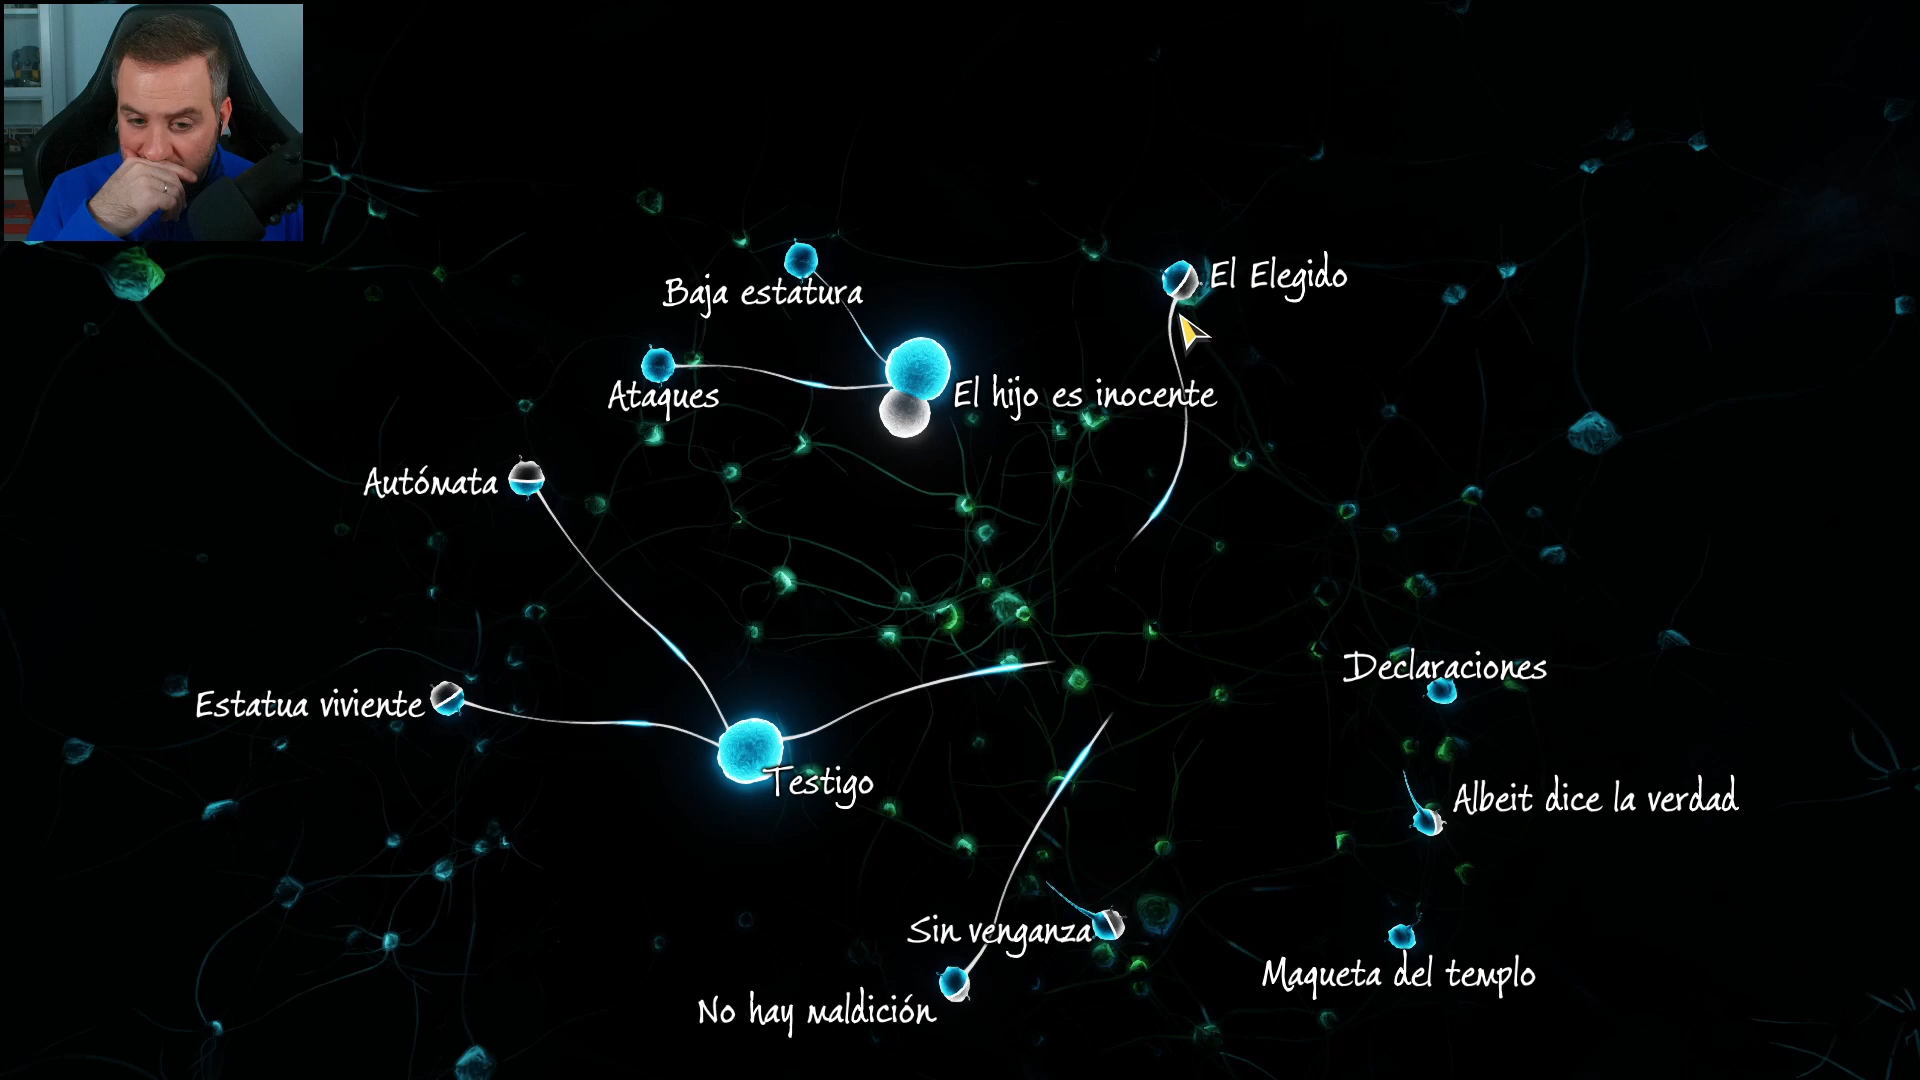 El Elegido
Baja estatura
Ataques
El hijo es inocente
Autómata
Declaraciones
Estatua viviente
Testigo
Albeit dice la verdad
Sin venganza
Maqueta del templo
No hay maldición